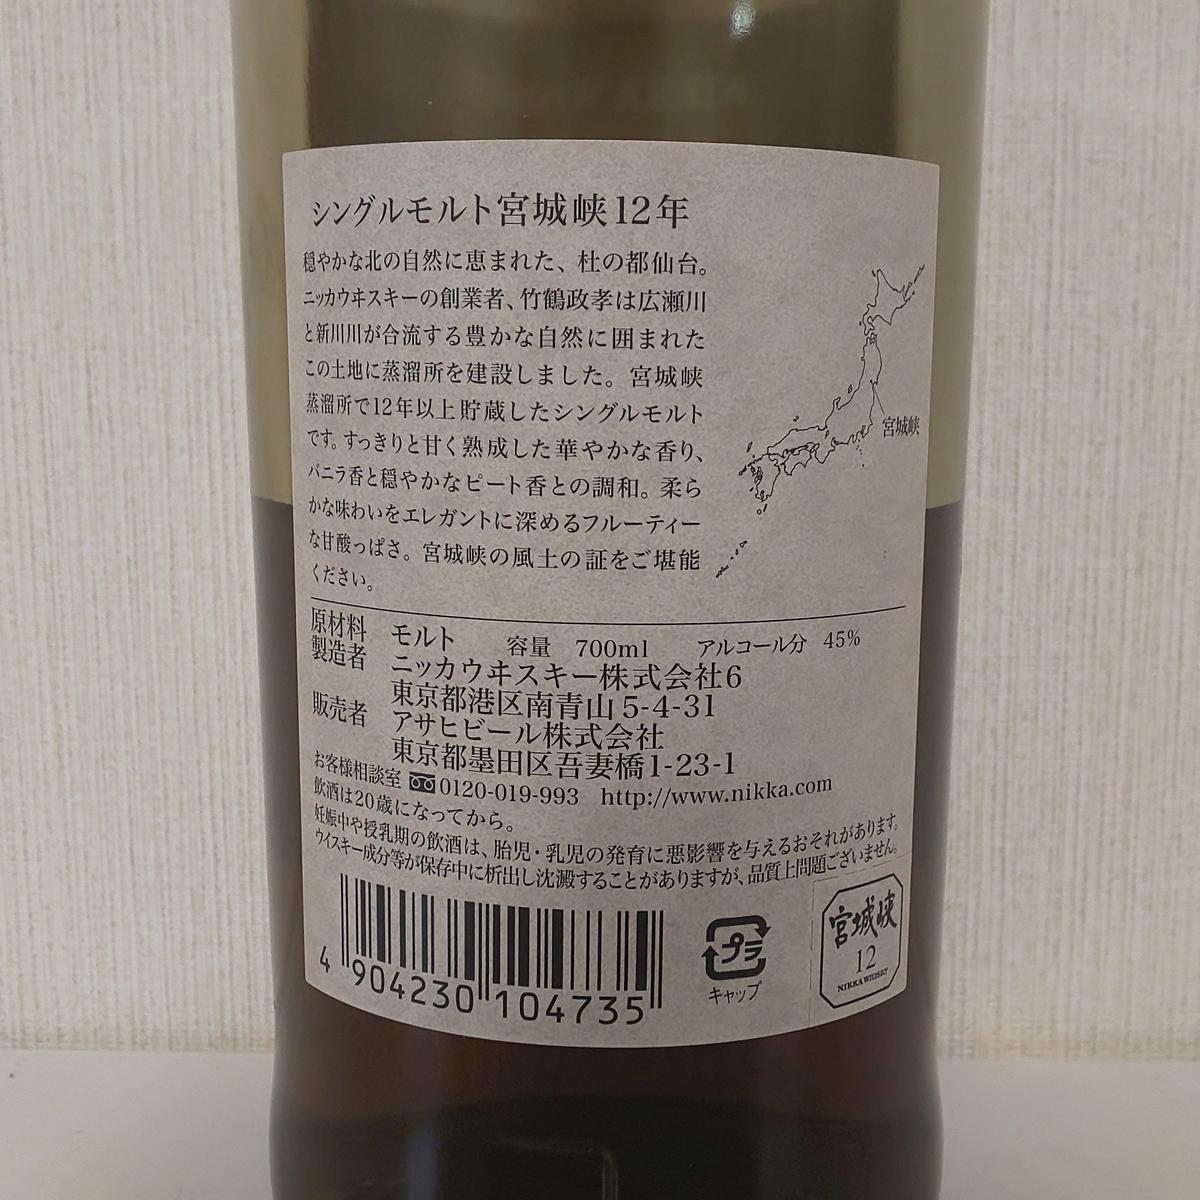 シングルモルト宮城峡12年
穏やかな北の自然に恵まれた、杜の都仙台。
ニッカウヰスキーの創業者、竹鶴政孝は広瀬川
と新川川が合流する豊かな自然に囲まれた
この土地に蒸溜所を建設しました。宮城峡
蒸溜所で12年以上貯蔵したシングルモルト
です。すっきりと甘く熟成した華やかな香り、
バニラ香と穏やかなピート香との調和。柔ら
かな味わいをエレガントに深めるフルーティー
な甘酸っぱさ。宮城峡の風土の証をご堪能
ください。
宮城峡
原材料 モルト 容量 700ml アルコール分 45%
製造者 ニッカウヰスキー株式会社6
東京都港区南青山5-4-31
販売者 アサヒビール株式会社
東京都墨田区吾妻橋1-23-1
お客様相談室 0120-019-993 http://www.nikka.com
飲酒は20歳になってから。
妊娠中や授乳期の飲酒は、胎児・乳児の発育に悪影響を与えるおそれがあります。
ウイスキー成分等が保存中に析出し沈澱することがありますが、品質上問題ございません。
4 904230 104735
プラ
キャップ
宮城峡
12
NIKKA WHISKY